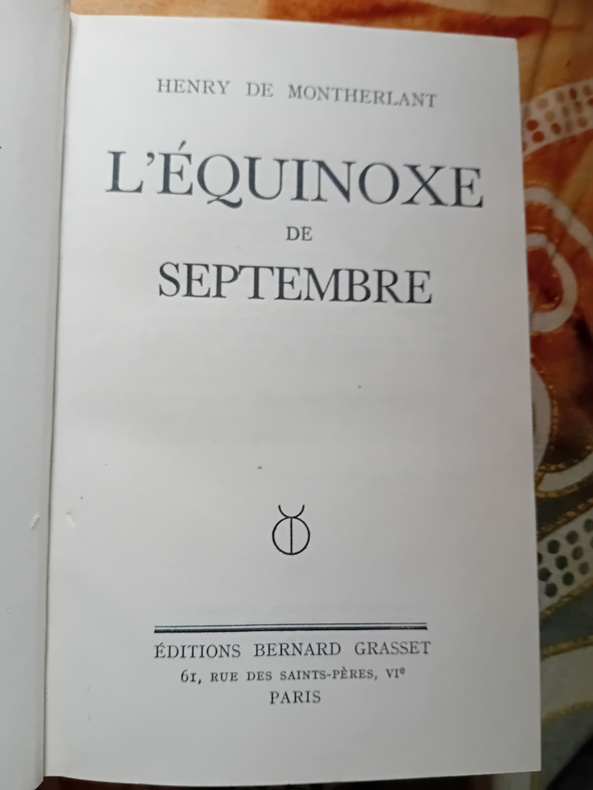 HENRY DE MONTHERLANT
L'ÉQUINOXE
DE
SEPTEMBRE
ÉDITIONS BERNARD GRASSET
61, RUE DES SAINTS-PÈRES, VIᵉ
PARIS